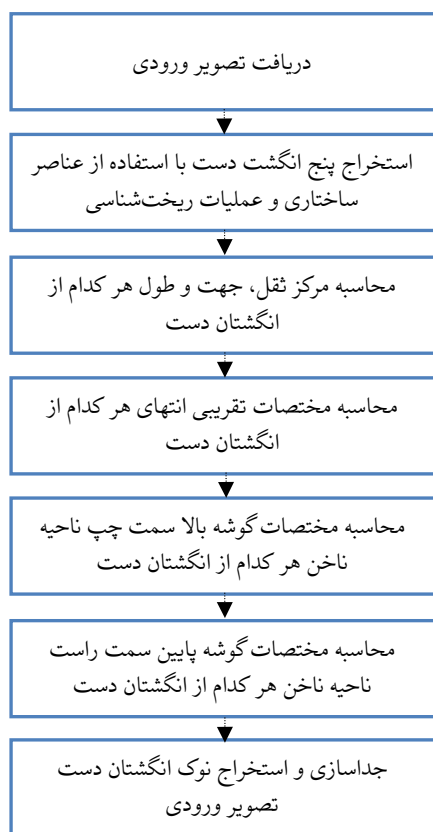 دریافت تصویر ورودی
استخراج پنج انگشت دست با استفاده از عناصر
ساختاری و عملیات ریخت‌شناسی
محاسبه مرکز ثقل، جهت و طول هر کدام از
انگشتان دست
محاسبه مختصات تقریبی انتهای هر کدام از
انگشتان دست
محاسبه مختصات گوشه بالا سمت چپ ناحیه
ناخن هر کدام از انگشتان دست
محاسبه مختصات گوشه پایین سمت راست
ناحیه ناخن هر کدام از انگشتان دست
جداسازی و استخراج نوک انگشتان دست
تصویر ورودی